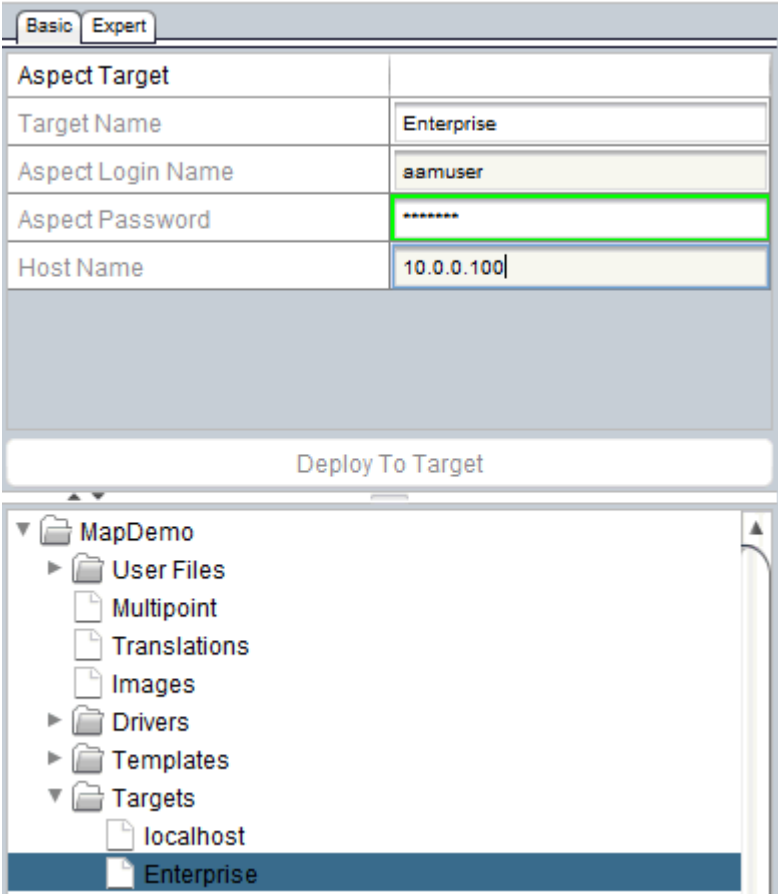 Basic Expert
Aspect Target
Target Name Enterprise
Aspect Login Name aamuser
Aspect Password *******
Host Name 10.0.0.100
Deploy To Target
MapDemo
User Files
Multipoint
Translations
Images
Drivers
Templates
Targets
localhost
Enterprise